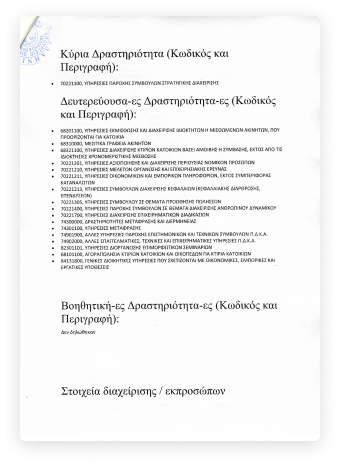 Κύρια Δραστηριότητα (Κωδικός και
Περιγραφή):
• 70221100, ΥΠΗΡΕΣΙΕΣ ΠΑΡΟΧΗΣ ΣΥΜΒΟΥΛΩΝ ΣΤΡΑΤΗΓΙΚΗΣ ΔΙΑΧΕΙΡΙΣΗΣ
Δευτερεύουσα-ες Δραστηριότητα-ες (Κωδικός
και Περιγραφή):
• 68201100, ΥΠΗΡΕΣΙΕΣ ΕΚΜΙΣΘΩΣΗΣ ΚΑΙ ΔΙΑΧΕΙΡΙΣΗΣ ΙΔΙΟΚΤΗΤΩΝ Η ΜΙΣΘΩΜΕΝΩΝ ΑΚΙΝΗΤΩΝ, ΠΟΥ
ΠΡΟΟΡΙΖΟΝΤΑΙ ΓΙΑ ΚΑΤΟΙΚΙΑ
• 68310000, ΜΕΣΙΤΙΚΑ ΓΡΑΦΕΙΑ ΑΚΙΝΗΤΩΝ
• 68321100, ΥΠΗΡΕΣΙΕΣ ΔΙΑΧΕΙΡΙΣΗΣ ΚΤΙΡΙΩΝ ΚΑΤΟΙΚΙΩΝ ΒΑΣΕΙ ΑΜΟΙΒΗΣ Η ΣΥΜΒΑΣΗΣ, ΕΚΤΟΣ ΑΠΟ ΤΙΣ
ΙΔΙΟΚΤΗΣΙΕΣ ΧΡΟΝΟΜΕΡΙΣΤΙΚΗΣ ΜΙΣΘΩΣΗΣ
• 70221201, ΥΠΗΡΕΣΙΕΣ ΑΞΙΟΠΟΙΗΣΗΣ ΚΑΙ ΔΙΑΧΕΙΡΙΣΗΣ ΠΕΡΙΟΥΣΙΑΣ ΝΟΜΙΚΩΝ ΠΡΟΣΩΠΩΝ
• 70221210, ΥΠΗΡΕΣΙΕΣ ΜΕΛΕΤΩΝ ΟΡΓΑΝΩΣΗΣ ΚΑΙ ΕΠΙΧΕΙΡΗΣΙΑΚΗΣ ΕΡΕΥΝΑΣ
• 70221211, ΥΠΗΡΕΣΙΕΣ ΟΙΚΟΝΟΜΙΚΩΝ ΚΑΙ ΕΜΠΟΡΙΚΩΝ ΠΛΗΡΟΦΟΡΙΩΝ, ΕΚΤΟΣ ΣΥΜΠΕΡΙΦΟΡΑΣ
ΚΑΤΑΝΑΛΩΤΩΝ
• 70221213, ΥΠΗΡΕΣΙΕΣ ΣΥΜΒΟΥΛΩΝ ΔΙΑΧΕΙΡΙΣΗΣ ΚΕΦΑΛΑΙΩΝ (ΚΕΦΑΛΑΙΑΚΗΣ ΔΙΑΡΘΡΩΣΗΣ,
ΕΠΕΝΔΥΣΕΩΝ)
• 70221305, ΥΠΗΡΕΣΙΕΣ ΣΥΜΒΟΥΛΟΥ ΣΕ ΘΕΜΑΤΑ ΠΡΟΩΘΗΣΗΣ ΠΩΛΗΣΕΩΝ
• 70221400, ΥΠΗΡΕΣΙΕΣ ΠΑΡΟΧΗΣ ΣΥΜΒΟΥΛΩΝ ΣΕ ΘΕΜΑΤΑ ΔΙΑΧΕΙΡΙΣΗΣ ΑΝΘΡΩΠΙΝΟΥ ΔΥΝΑΜΙΚΟΥ
• 70221700, ΥΠΗΡΕΣΙΕΣ ΔΙΑΧΕΙΡΙΣΗΣ ΕΠΙΧΕΙΡΗΜΑΤΙΚΩΝ ΔΙΑΔΙΚΑΣΙΩΝ
• 74300000, ΔΡΑΣΤΗΡΙΟΤΗΤΕΣ ΜΕΤΑΦΡΑΣΗΣ ΚΑΙ ΔΙΕΡΜΗΝΕΙΑΣ
• 74301100, ΥΠΗΡΕΣΙΕΣ ΜΕΤΑΦΡΑΣΗΣ
• 74901900, ΑΛΛΕΣ ΥΠΗΡΕΣΙΕΣ ΠΑΡΟΧΗΣ ΕΠΙΣΤΗΜΟΝΙΚΩΝ ΚΑΙ ΤΕΧΝΙΚΩΝ ΣΥΜΒΟΥΛΩΝ Π.Δ.Κ.Α.
• 74902000, ΑΛΛΕΣ ΕΠΑΓΓΕΛΜΑΤΙΚΕΣ, ΤΕΧΝΙΚΕΣ ΚΑΙ ΕΠΙΧΕΙΡΗΜΑΤΙΚΕΣ ΥΠΗΡΕΣΙΕΣ Π.Δ.Κ.Α.
• 82301101, ΥΠΗΡΕΣΙΕΣ ΔΙΟΡΓΑΝΩΣΗΣ ΕΠΙΜΟΡΦΩΤΙΚΩΝ ΣΕΜΙΝΑΡΙΩΝ
• 68101100, ΑΓΟΡΑΠΩΛΗΣΙΑ ΚΤΙΡΙΩΝ ΚΑΤΟΙΚΙΩΝ ΚΑΙ ΟΙΚΟΠΕΔΩΝ ΓΙΑ ΚΤΙΡΙΑ ΚΑΤΟΙΚΙΩΝ
• 84131800, ΓΕΝΙΚΕΣ ΔΙΟΙΚΗΤΙΚΕΣ ΥΠΗΡΕΣΙΕΣ ΠΟΥ ΣΧΕΤΙΖΟΝΤΑΙ ΜΕ ΟΙΚΟΝΟΜΙΚΕΣ, ΕΜΠΟΡΙΚΕΣ ΚΑΙ
ΕΡΓΑΤΙΚΕΣ ΥΠΟΘΕΣΕΙΣ
Βοηθητική-ες Δραστηριότητα-ες (Κωδικός και
Περιγραφή):
Δεν δηλώθηκαν
Στοιχεία διαχείρισης / εκπροσώπων